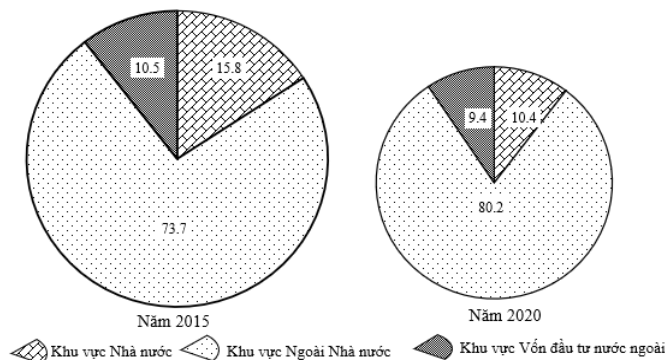 10.5
15.8
73.7
9.4
10.4
80.2
Năm 2015
Năm 2020
Khu vực Nhà nước
Khu vực Ngoài Nhà nước
Khu vực Vốn đầu tư nước ngoài